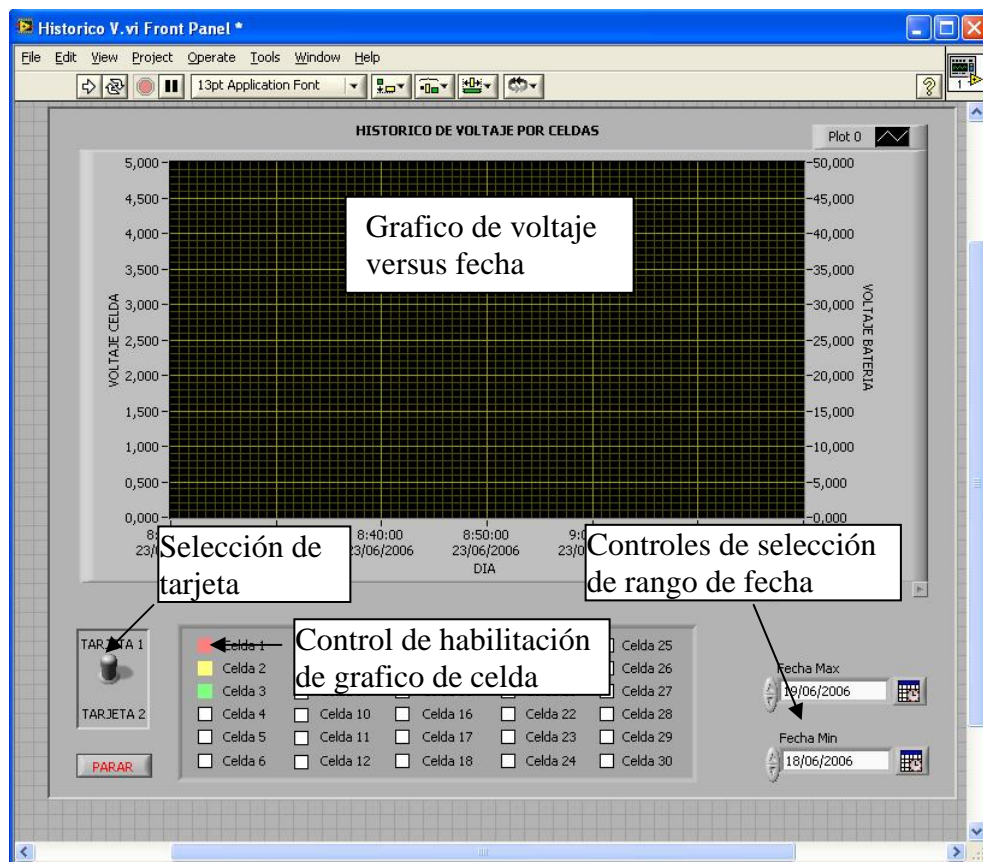 Historico V.vi Front Panel *
File Edit View Project Operate Tools Window Help
13pt Application Font
?
1
HISTORICO DE VOLTAJE POR CELDAS
Plot 0
5,000
4,500
4,000
3,500
3,000
2,500
2,000
1,500
1,000
0,500
0,000
VOLTAJE CELDA
50,000
45,000
40,000
35,000
30,000
25,000
20,000
15,000
10,000
5,000
0,000
VOLTAJE BATERIA
Grafico de voltaje
versus fecha
8:40:00
23/06/2006
8:50:00
23/06/2006
DIA
Selección de
tarjeta
Controles de selección
de rango de fecha
TARJETA 1
TARJETA 2
PARAR
Control de habilitación
de grafico de celda
Celda 1
Celda 2
Celda 3
Celda 4
Celda 5
Celda 6
Celda 10
Celda 11
Celda 12
Celda 16
Celda 17
Celda 18
Celda 22
Celda 23
Celda 24
Celda 25
Celda 26
Celda 27
Celda 28
Celda 29
Celda 30
Fecha Max
19/06/2006
Fecha Min
18/06/2006